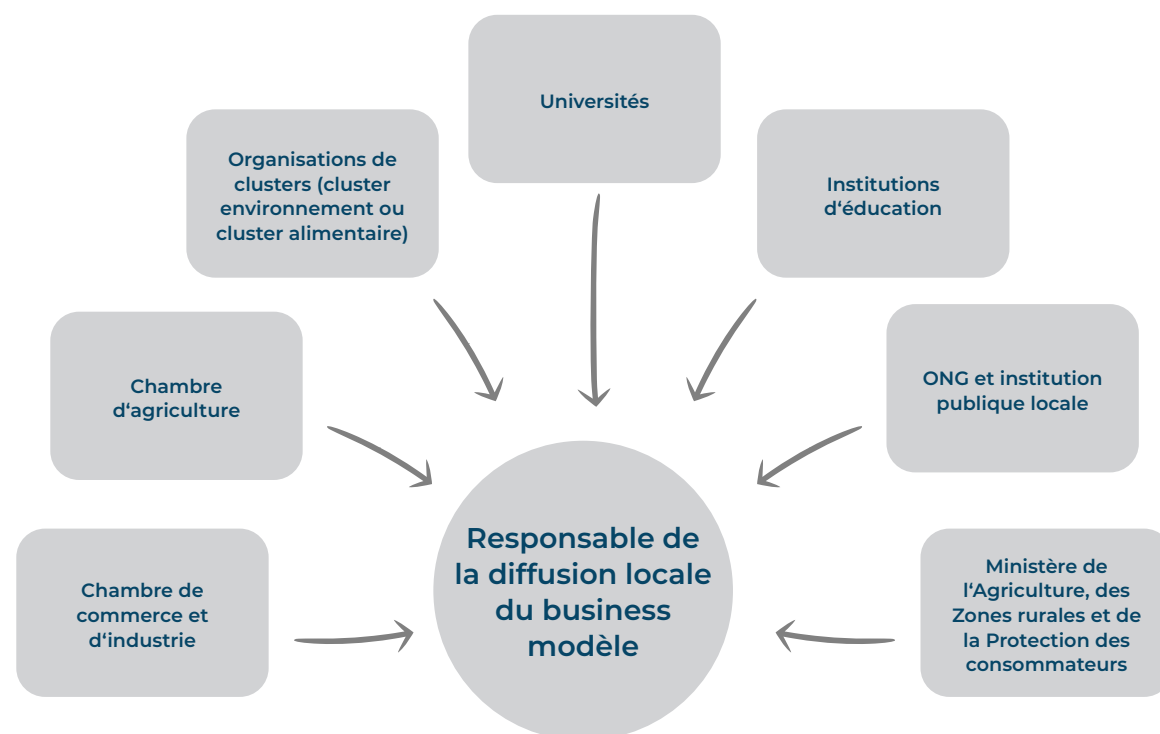 Universités
Organisations de
clusters (cluster
environnement ou
cluster alimentaire)
Institutions
d‘éducation
Chambre
d‘agriculture
ONG et institution
publique locale
Chambre de
commerce et
d‘industrie
Responsable de
la diffusion locale
du business
modèle
Ministère de
l‘Agriculture, des
Zones rurales et de
la Protection des
consommateurs